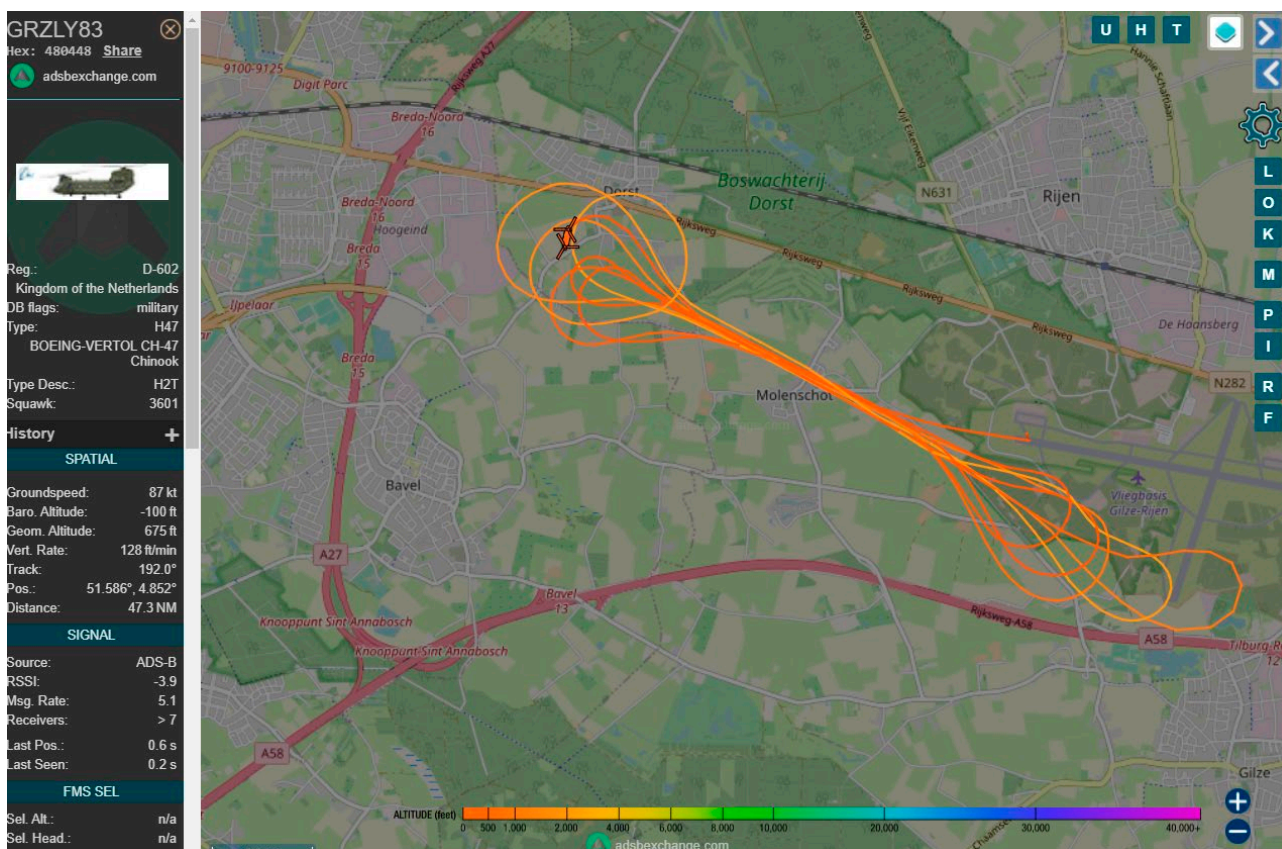 GRZLY83
Hex: 480448 Share
adsbexchange.com
Reg.: D-602
Kingdom of the Netherlands
DB flags: military
Type: H47
BOEING-VERTOL CH-47
Chinook
Type Desc.: H2T
Squawk: 3601
History +
SPATIAL
Groundspeed: 87 kt
Baro. Altitude: -100 ft
Geom. Altitude: 675 ft
Vert. Rate: 128 ft/min
Track: 192.0°
Pos.: 51.586°, 4.852°
Distance: 47.3 NM
SIGNAL
Source: ADS-B
RSSI: -3.9
Msg. Rate: 5.1
Receivers: > 7
Last Pos.: 0.6 s
Last Seen: 0.2 s
FMS SEL
Sel. Alt.: n/a
Sel. Head.: n/a
U H T
L
O
K
M
P
I
R
F
9100-9125
Digit Parc
Rijksweg A27
Breda-Noord
16
Breda-Noord
16
Hoogeind
Breda
15
IJpelaar
Breda
15
Dorst
Boswachterij
Dorst
Rijksweg
Rijksweg
Rijksweg
Vijf Eikenweg
Hannie Schaftlaan
N631
Rijen
De Haansberg
N282
Molenschot
Vliegbasis
Gilze-Rijen
Bavel
A27
Bavel
13
Knooppunt Sint Annabosch
Knooppunt Sint Annabosch
Rijksweg A58
A58
A58
12
Gilze
ALTITUDE (feet)
0 500 1,000 2,000 4,000 6,000 8,000 10,000 20,000 30,000 40,000+
adsbexchange.com
+
−